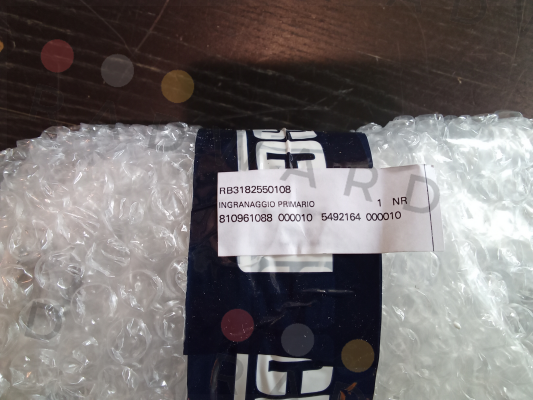 RB3182550108
INGRANAGGIO PRIMARIO 1 NR
810961088 000010 5492164 000010